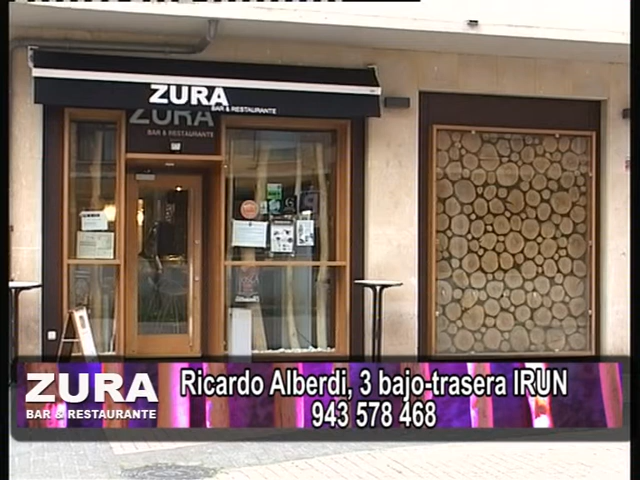 ZURA
BAR & RESTAURANTE
ZURA
BAR & RESTAURANTE
ZURA
BAR & RESTAURANTE
Ricardo Alberdi, 3 bajo-trasera IRUN
943 578 468